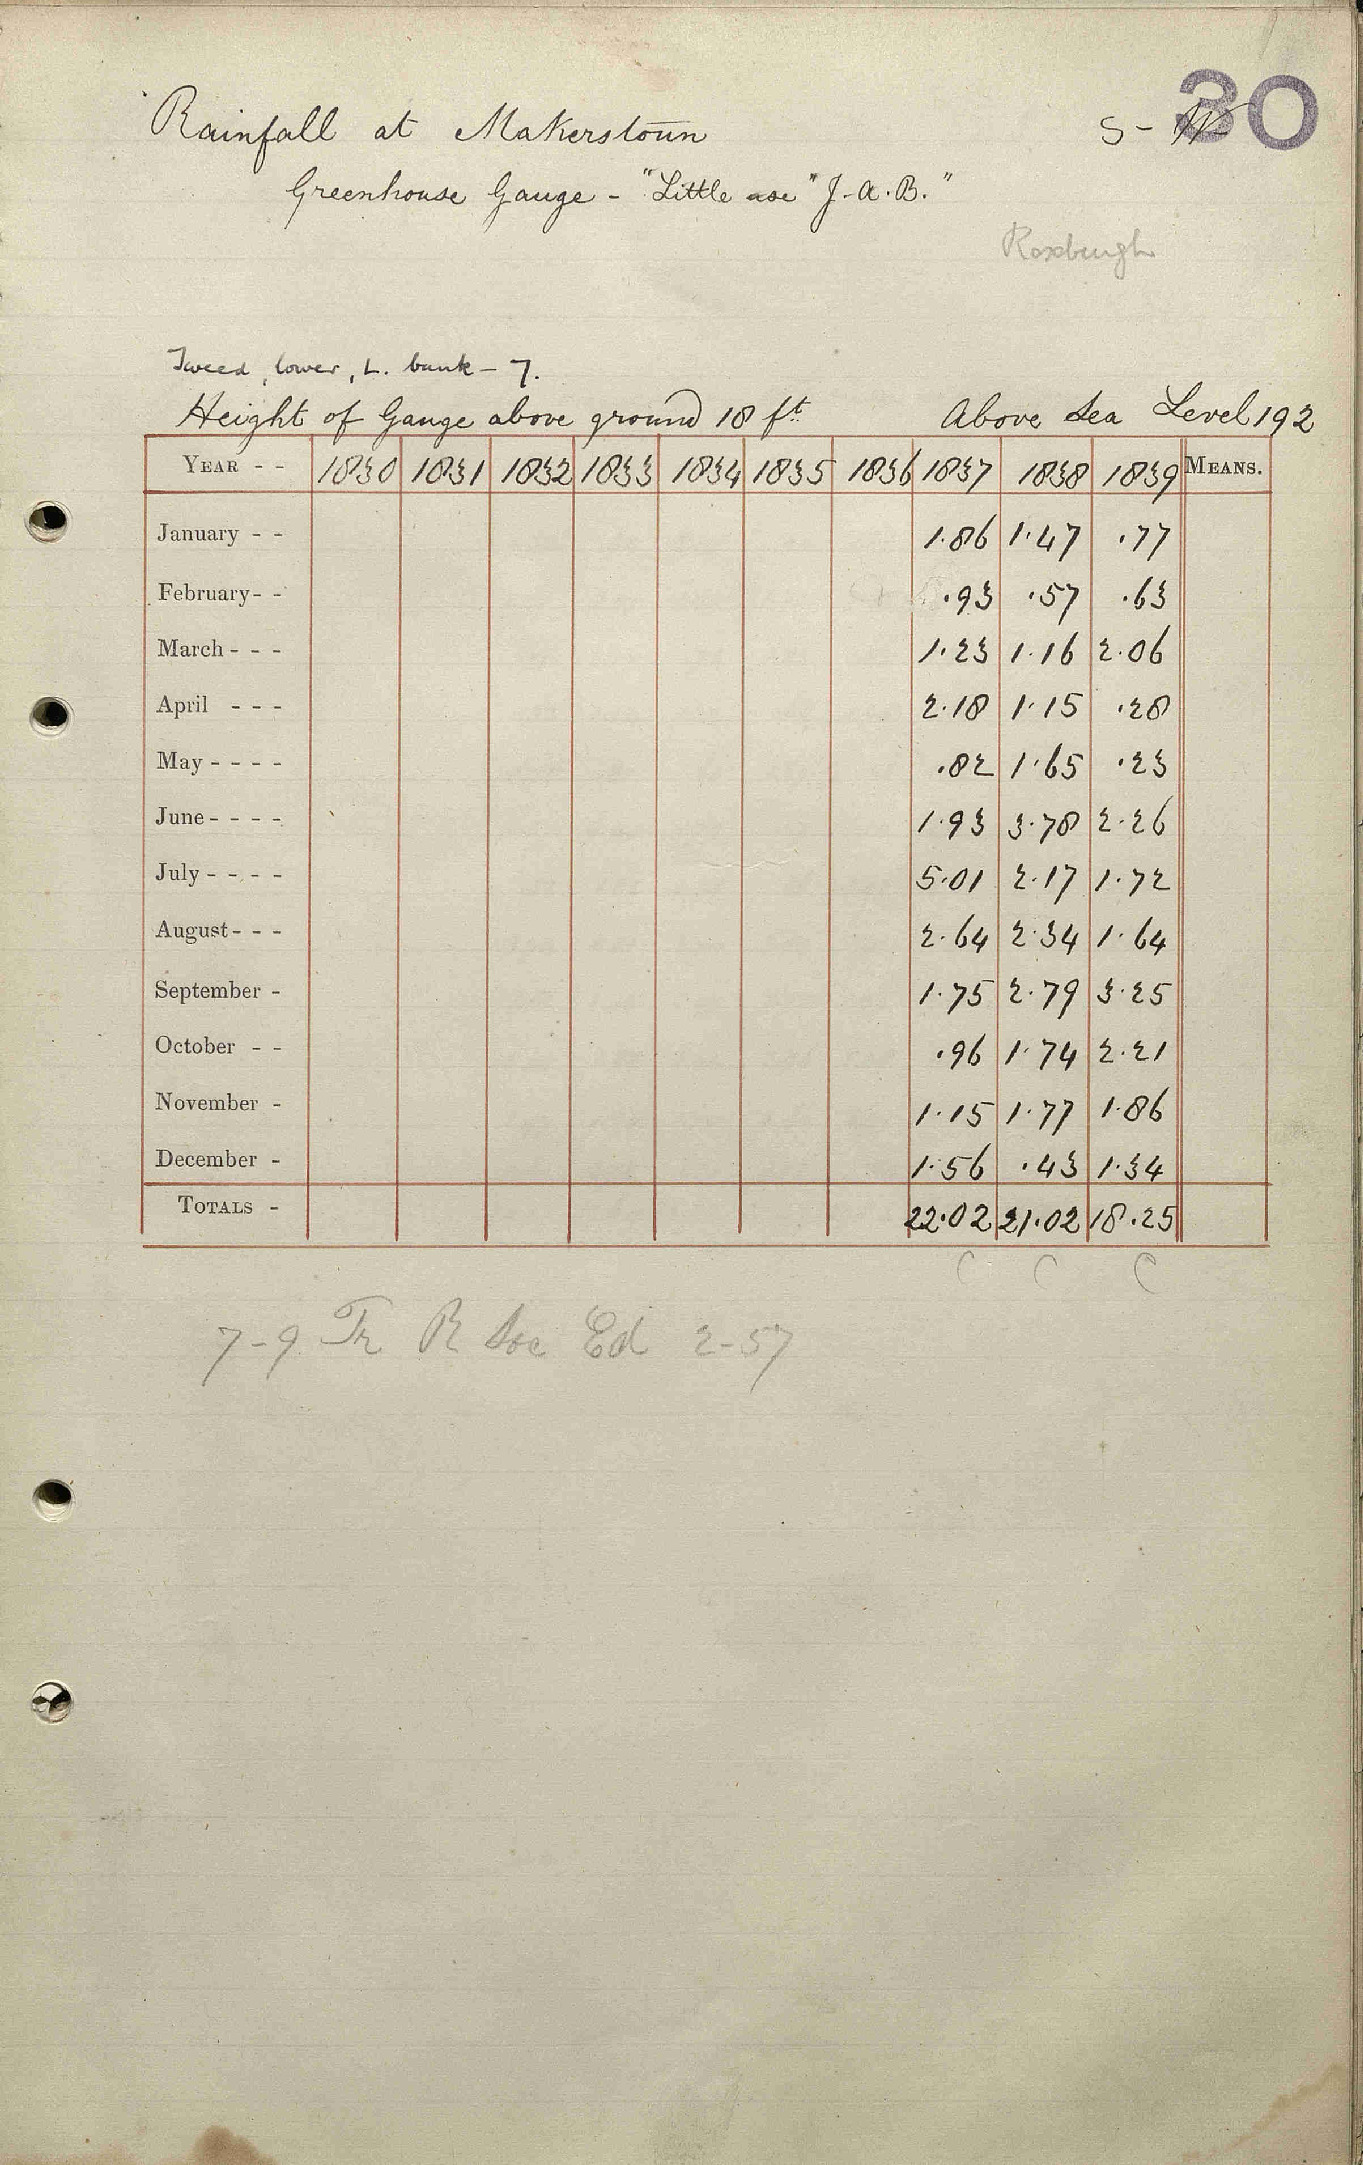 30
Rainfall at Makerstoun S-
Greenhouse Gauge - "Little use" J.A.B."
Roxburgh
Tweed, lower, L. bank - 7.
Height of Gauge above ground 18 ft Above Sea Level 192
YEAR - - 1830 1831 1832 1833 1834 1835 1836 1837 1838 1839 MEANS.
January - - 1.86 1.47 .77
February - - .93 .57 .63
March - - - 1.23 1.16 2.06
April - - - 2.18 1.15 .28
May - - - - .82 1.65 .23
June - - - - 1.93 3.78 2.26
July - - - - 5.01 2.17 1.72
August - - - 2.64 2.34 1.64
September - 1.75 2.79 3.25
October - - .96 1.74 2.21
November - 1.15 1.77 1.86
December - 1.56 .43 1.34
TOTALS - 22.02 21.02 18.25
C C C
7-9 Tr R Soc Ed 2-57